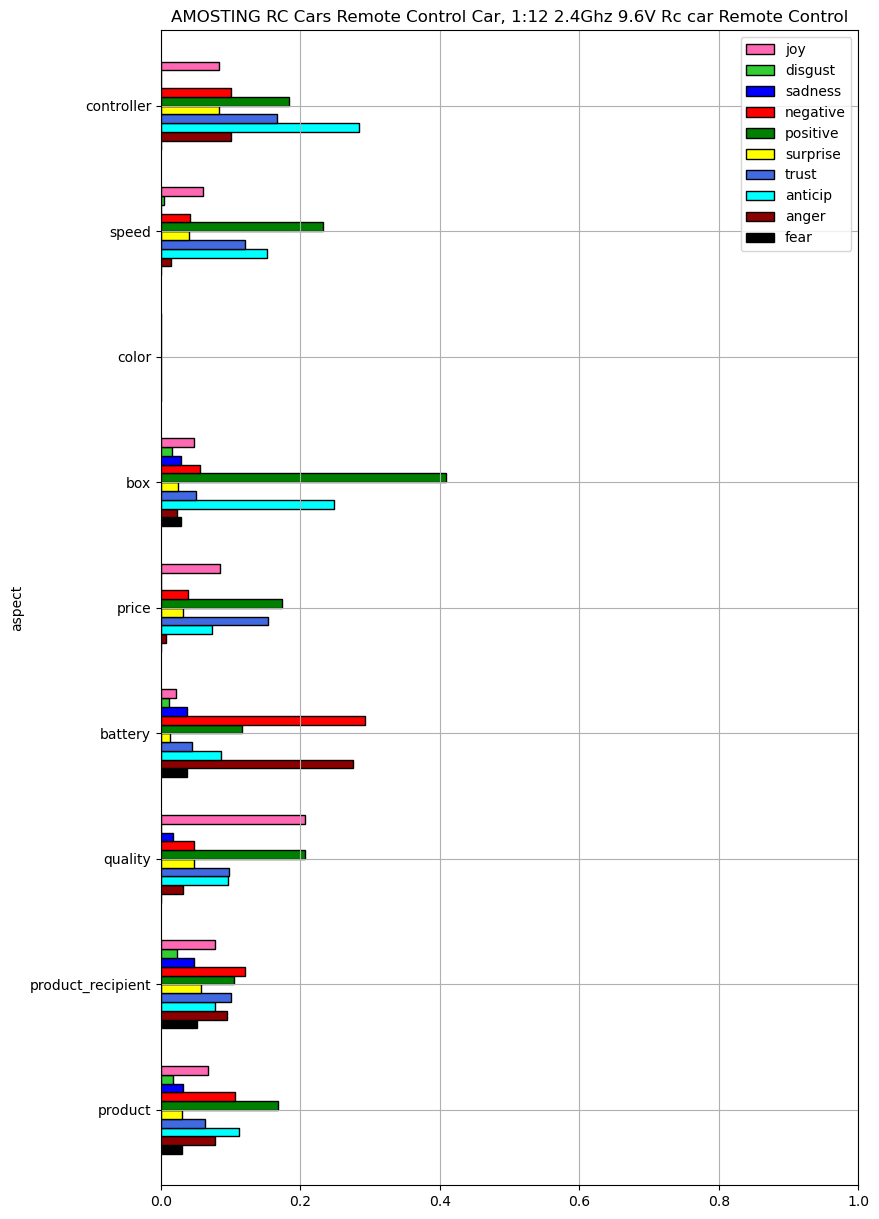 AMOSTING RC Cars Remote Control Car, 1:12 2.4Ghz 9.6V Rc car Remote Control
joy
disgust
sadness
negative
positive
surprise
trust
anticip
anger
fear
controller
speed
color
box
price
battery
quality
product_recipient
product
aspect
0.0 0.2 0.4 0.6 0.8 1.0